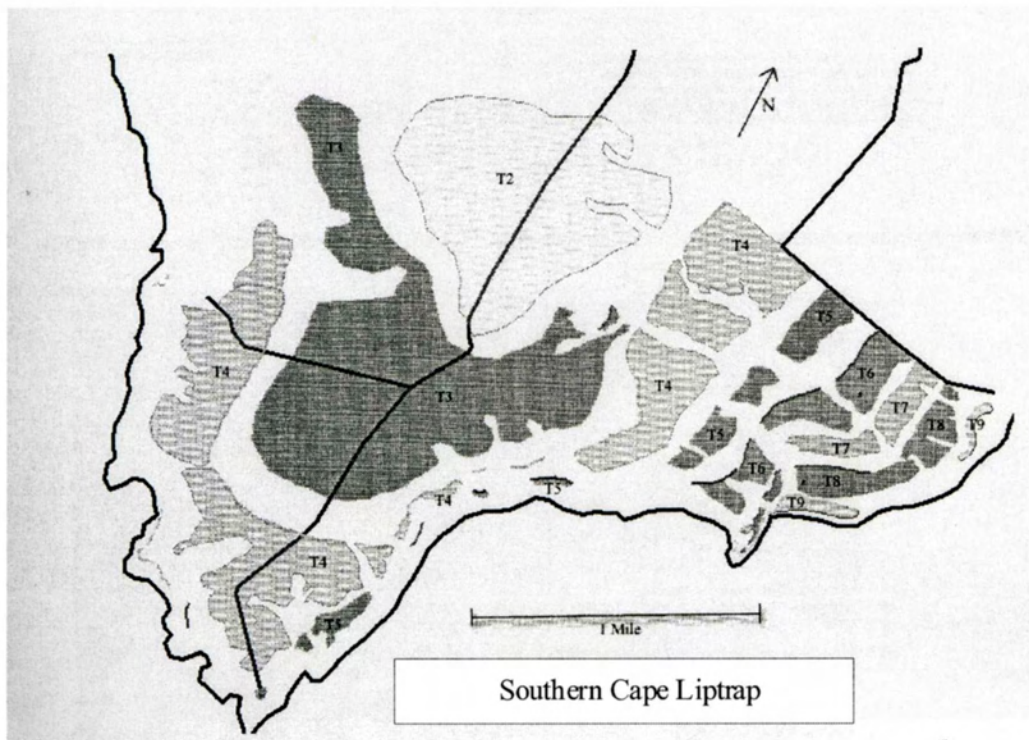 N
T3
T2
T4
T5
T4
T6
T3
T4
T7
T5
T8
T9
T7
T6
T8
T4
T5
T9
T4
T5
1 Mile
Southern Cape Liptrap